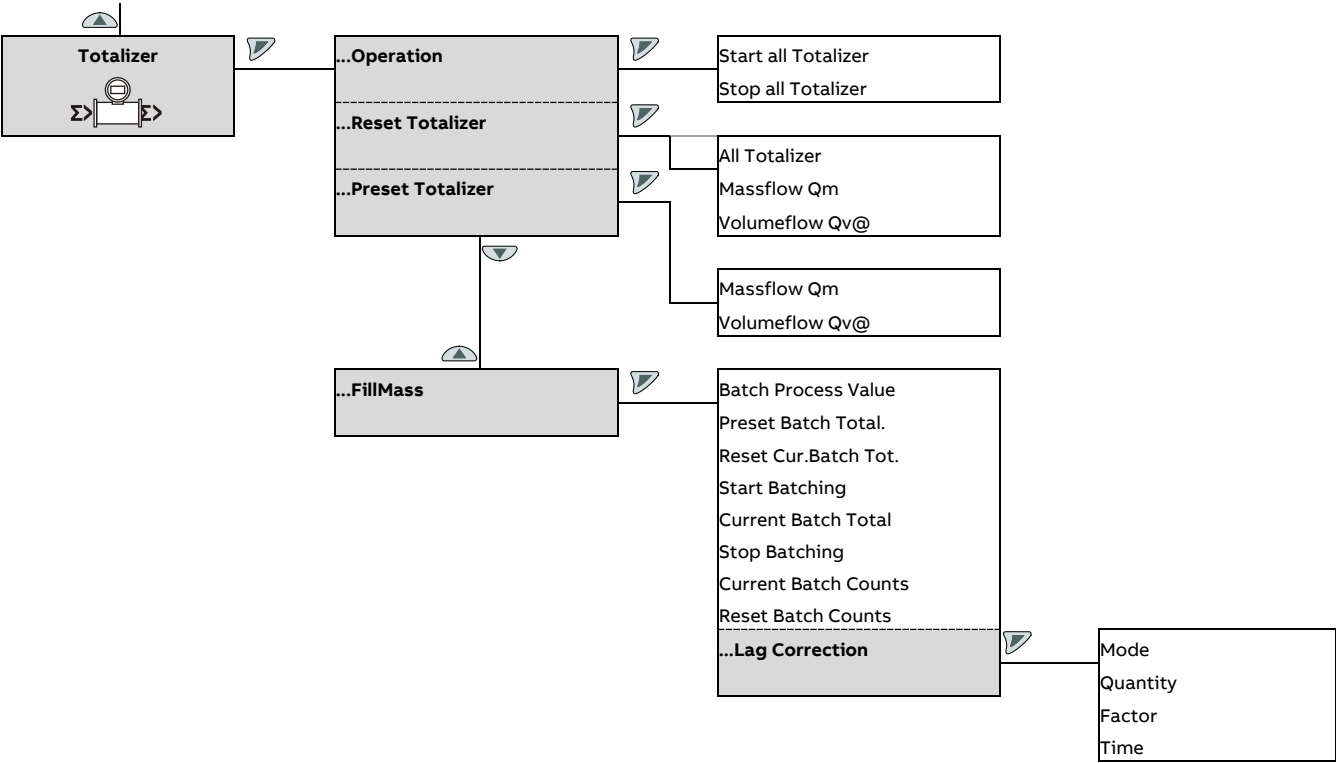 Totalizer
Σ> Σ>
...Operation
...Reset Totalizer
...Preset Totalizer
Start all Totalizer
Stop all Totalizer
All Totalizer
Massflow Qm
Volumeflow Qv@
Massflow Qm
Volumeflow Qv@
...FillMass
Batch Process Value
Preset Batch Total.
Reset Cur.Batch Tot.
Start Batching
Current Batch Total
Stop Batching
Current Batch Counts
Reset Batch Counts
...Lag Correction
Mode
Quantity
Factor
Time